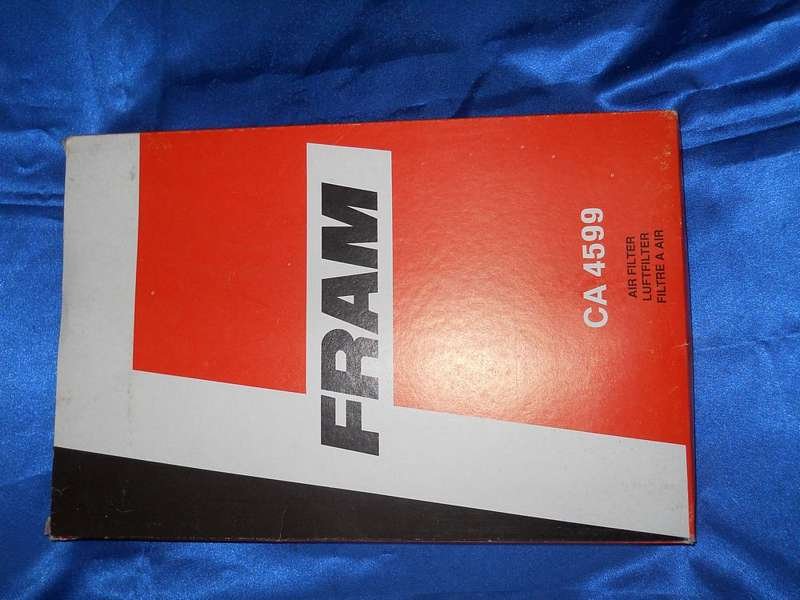 FRAM
CA 4599
AIR FILTER
LUFTFILTER
FILTRE A AIR